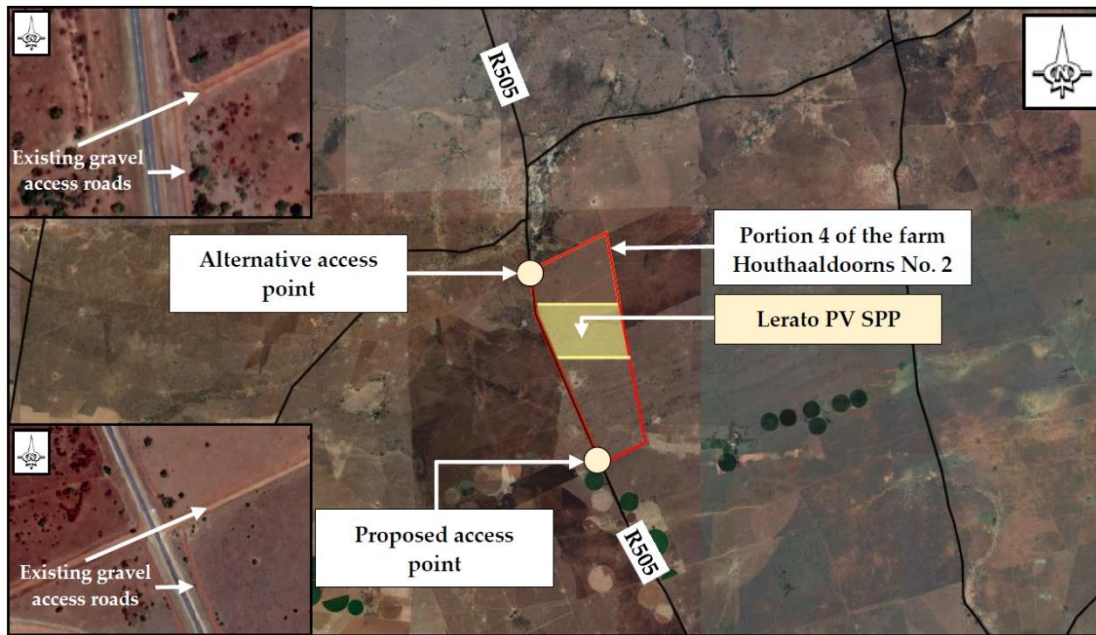 N
Existing gravel
access roads
R505
N
Alternative access
point
Portion 4 of the farm
Houthaaldoorns No. 2
Lerato PV SPP
N
Existing gravel
access roads
Proposed access
point
R505